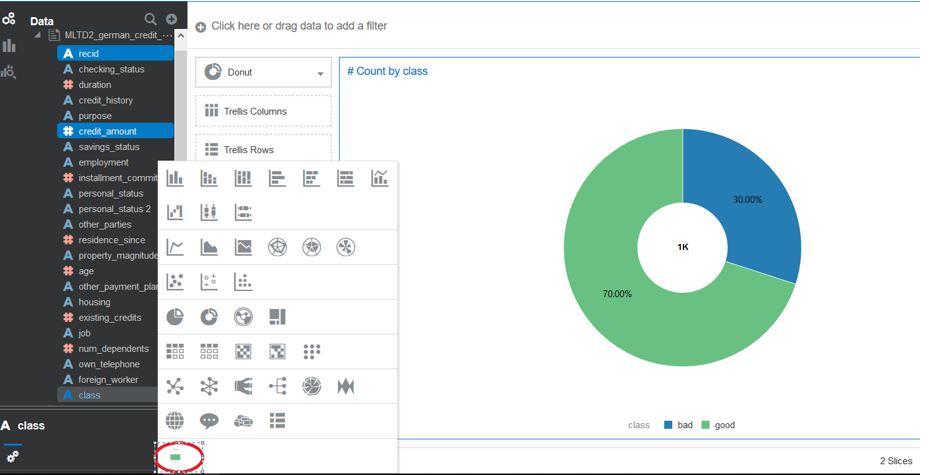 Data
MLTD2_german_credit_...
recid
checking_status
duration
credit_history
purpose
credit_amount
savings_status
employment
installment_commit
personal_status
personal_status 2
other_parties
residence_since
property_magnitude
age
other_payment_plan
housing
existing_credits
job
num_dependents
own_telephone
foreign_worker
class
A class
Click here or drag data to add a filter
Donut
Trellis Columns
Trellis Rows
# Count by class
30.00%
1K
70.00%
class bad good
2 Slices